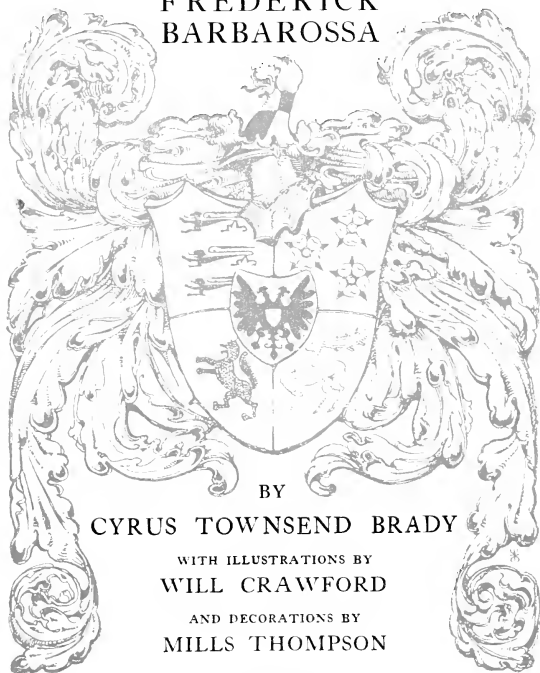 FREDERICK
BARBAROSSA
BY
CYRUS TOWNSEND BRADY
WITH ILLUSTRATIONS BY
WILL CRAWFORD
AND DECORATIONS BY
MILLS THOMPSON